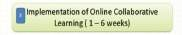 Implementation of Online Collaborative
Learning ( 1 – 6 weeks)